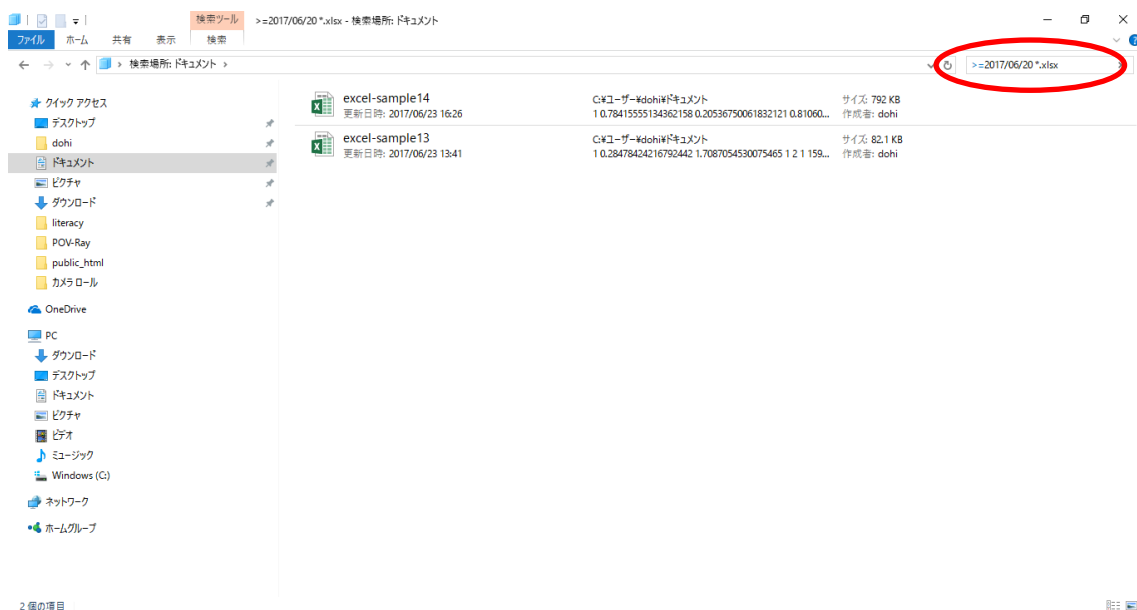 検索ツール >=2017/06/20 *.xlsx - 検索場所: ドキュメント
ファイル ホーム 共有 表示 検索
検索場所: ドキュメント
>=2017/06/20 *.xlsx
クイック アクセス
デスクトップ
dohi
ドキュメント
ピクチャ
ダウンロード
literacy
POV-Ray
public_html
カメラ ロール
OneDrive
PC
ダウンロード
デスクトップ
ドキュメント
ピクチャ
ビデオ
ミュージック
Windows (C:)
ネットワーク
ホームグループ
excel-sample14 C:¥ユーザー¥dohi¥ドキュメント サイズ: 792 KB
更新日時: 2017/06/23 16:26 1 0.78415555134362158 0.20536750061832121 0.81060... 作成者: dohi
excel-sample13 C:¥ユーザー¥dohi¥ドキュメント サイズ: 82.1 KB
更新日時: 2017/06/23 13:41 1 0.28478424216792442 1.7087054530075465 1 2 1 159... 作成者: dohi
2 個の項目